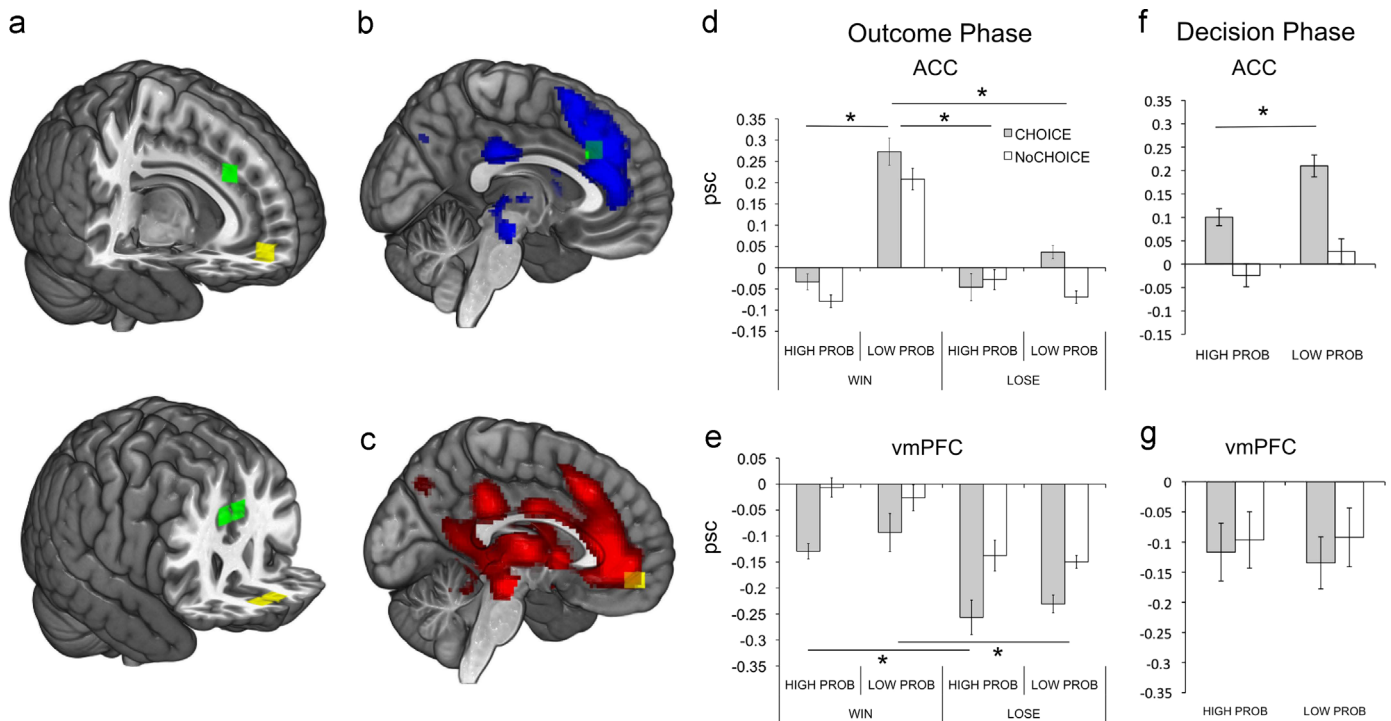 a
b
c
d
Outcome Phase
ACC
psc
0.35
0.3
0.25
0.2
0.15
0.1
0.05
0
-0.05
-0.1
-0.15
*
*
*
CHOICE
NoCHOICE
HIGH PROB LOW PROB HIGH PROB LOW PROB
WIN LOSE
e
vmPFC
psc
0.05
0
-0.05
-0.1
-0.15
-0.2
-0.25
-0.3
-0.35
* *
HIGH PROB LOW PROB HIGH PROB LOW PROB
WIN LOSE
f
Decision Phase
ACC
0.35
0.3
0.25
0.2
0.15
0.1
0.05
0
-0.05
-0.1
-0.15
*
HIGH PROB LOW PROB
g
vmPFC
0
-0.05
-0.1
-0.15
-0.2
-0.25
-0.3
-0.35
HIGH PROB LOW PROB